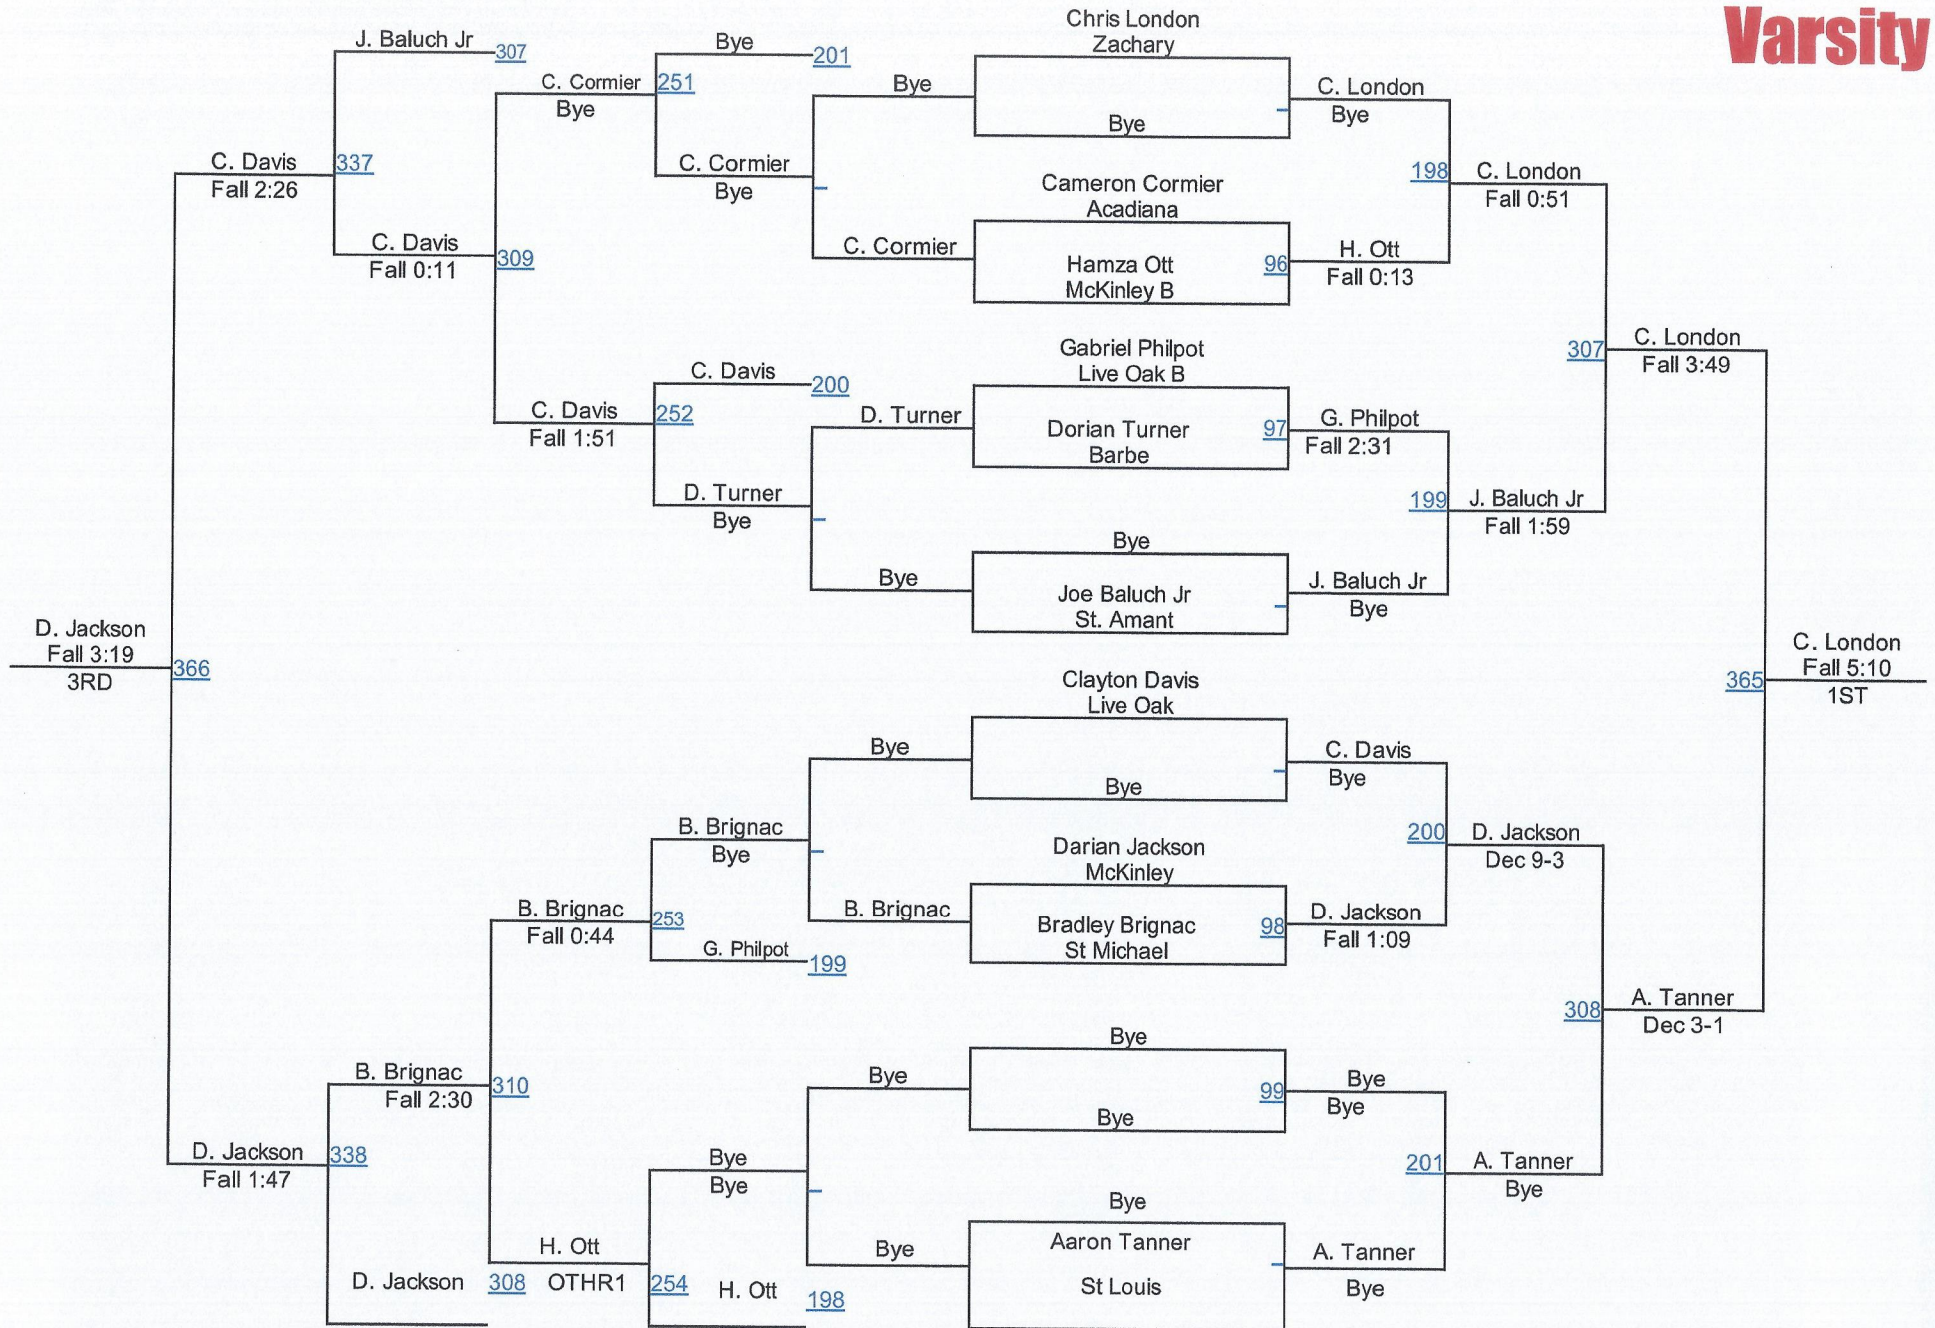 Varsity
Chris London
Zachary
Bye
Cameron Cormier
Acadiana
Hamza Ott
McKinley B
96
Gabriel Philpot
Live Oak B
Dorian Turner
Barbe
97
Bye
Joe Baluch Jr
St. Amant
Clayton Davis
Live Oak
Bye
Darian Jackson
McKinley
Bradley Brignac
St Michael
98
Bye
Bye
99
Bye
Aaron Tanner
St Louis
C. London
Bye
198
H. Ott
Fall 0:13
G. Philpot
Fall 2:31
199
J. Baluch Jr
Bye
C. Davis
Bye
200
D. Jackson
Fall 1:09
Bye
Bye
201
A. Tanner
Bye
C. London
Fall 0:51
307
J. Baluch Jr
Fall 1:59
D. Jackson
Dec 9-3
308
A. Tanner
Bye
C. London
Fall 3:49
365
A. Tanner
Dec 3-1
C. London
Fall 5:10
1ST
Bye
C. Cormier
D. Turner
Bye
Bye
B. Brignac
Bye
Bye
Bye
201
C. Cormier
Bye
C. Davis
200
D. Turner
Bye
B. Brignac
Bye
G. Philpot
199
Bye
Bye
H. Ott
198
C. Cormier
Bye
251
C. Davis
Fall 1:51
252
B. Brignac
Fall 0:44
253
H. Ott
OTHR1
254
J. Baluch Jr
307
C. Davis
Fall 0:11
309
B. Brignac
Fall 2:30
310
D. Jackson
308
C. Davis
Fall 2:26
337
D. Jackson
Fall 1:47
338
D. Jackson
Fall 3:19
3RD
366